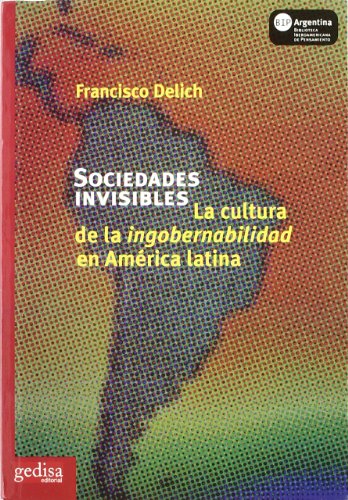 BIP Argentina
BIBLIOTECA
IBEROAMERICANA
DE PENSAMIENTO
Francisco Delich
SOCIEDADES
INVISIBLES
La cultura
de la ingobernabilidad
en América latina
gedisa
editorial